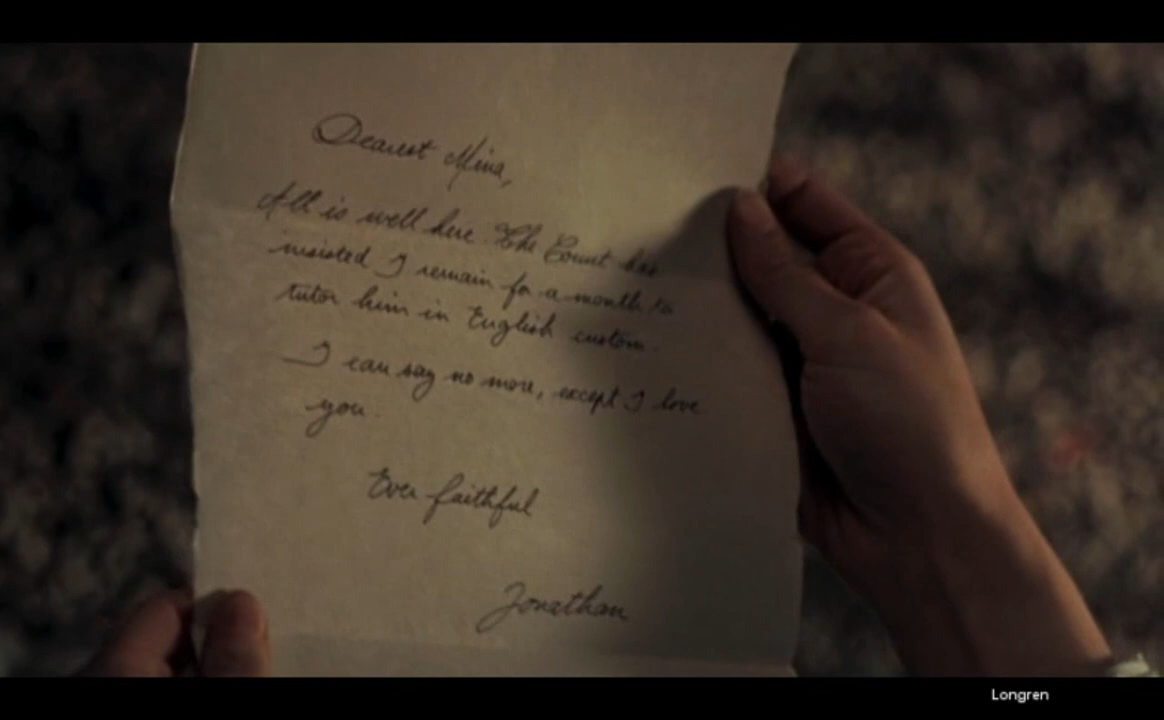 Dearest Mina,
All is well here. The Count has
insisted I remain for a month to
tutor him in English custom.
I can say no more, except I love
you.
Ever faithful
Jonathan
Longren